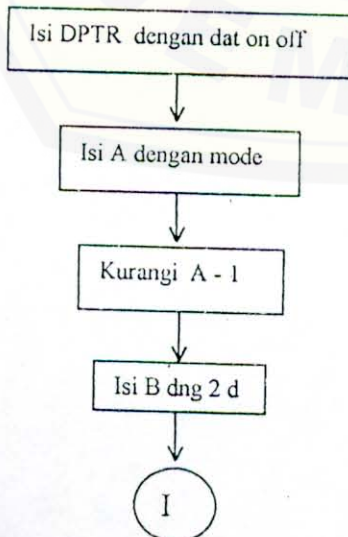 Isi DPTR dengan dat on off
Isi A dengan mode
Kurangi A - 1
Isi B dng 2 d
I